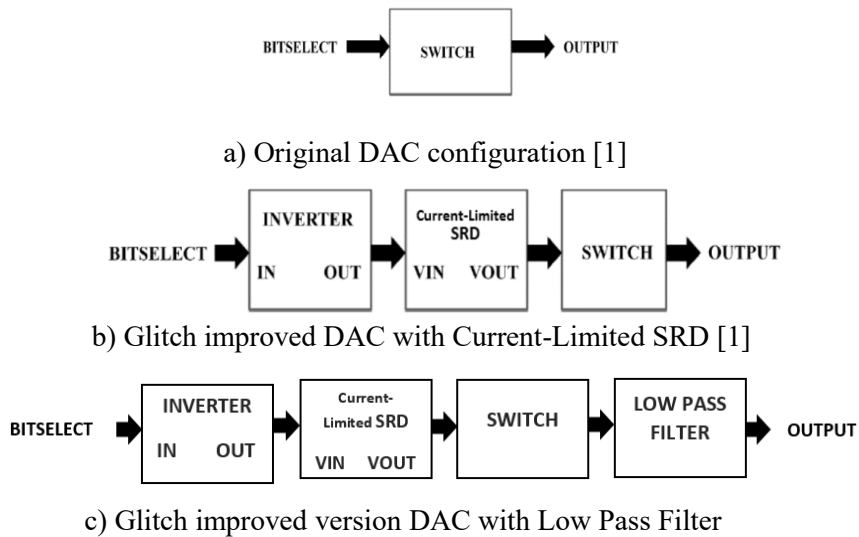 BITSELECT SWITCH OUTPUT
a) Original DAC configuration [1]
INVERTER Current-Limited
SRD
BITSELECT SWITCH OUTPUT
IN OUT VIN VOUT
b) Glitch improved DAC with Current-Limited SRD [1]
INVERTER Current- LOW PASS
Limited SRD SWITCH FILTER
BITSELECT OUTPUT
IN OUT VIN VOUT
c) Glitch improved version DAC with Low Pass Filter